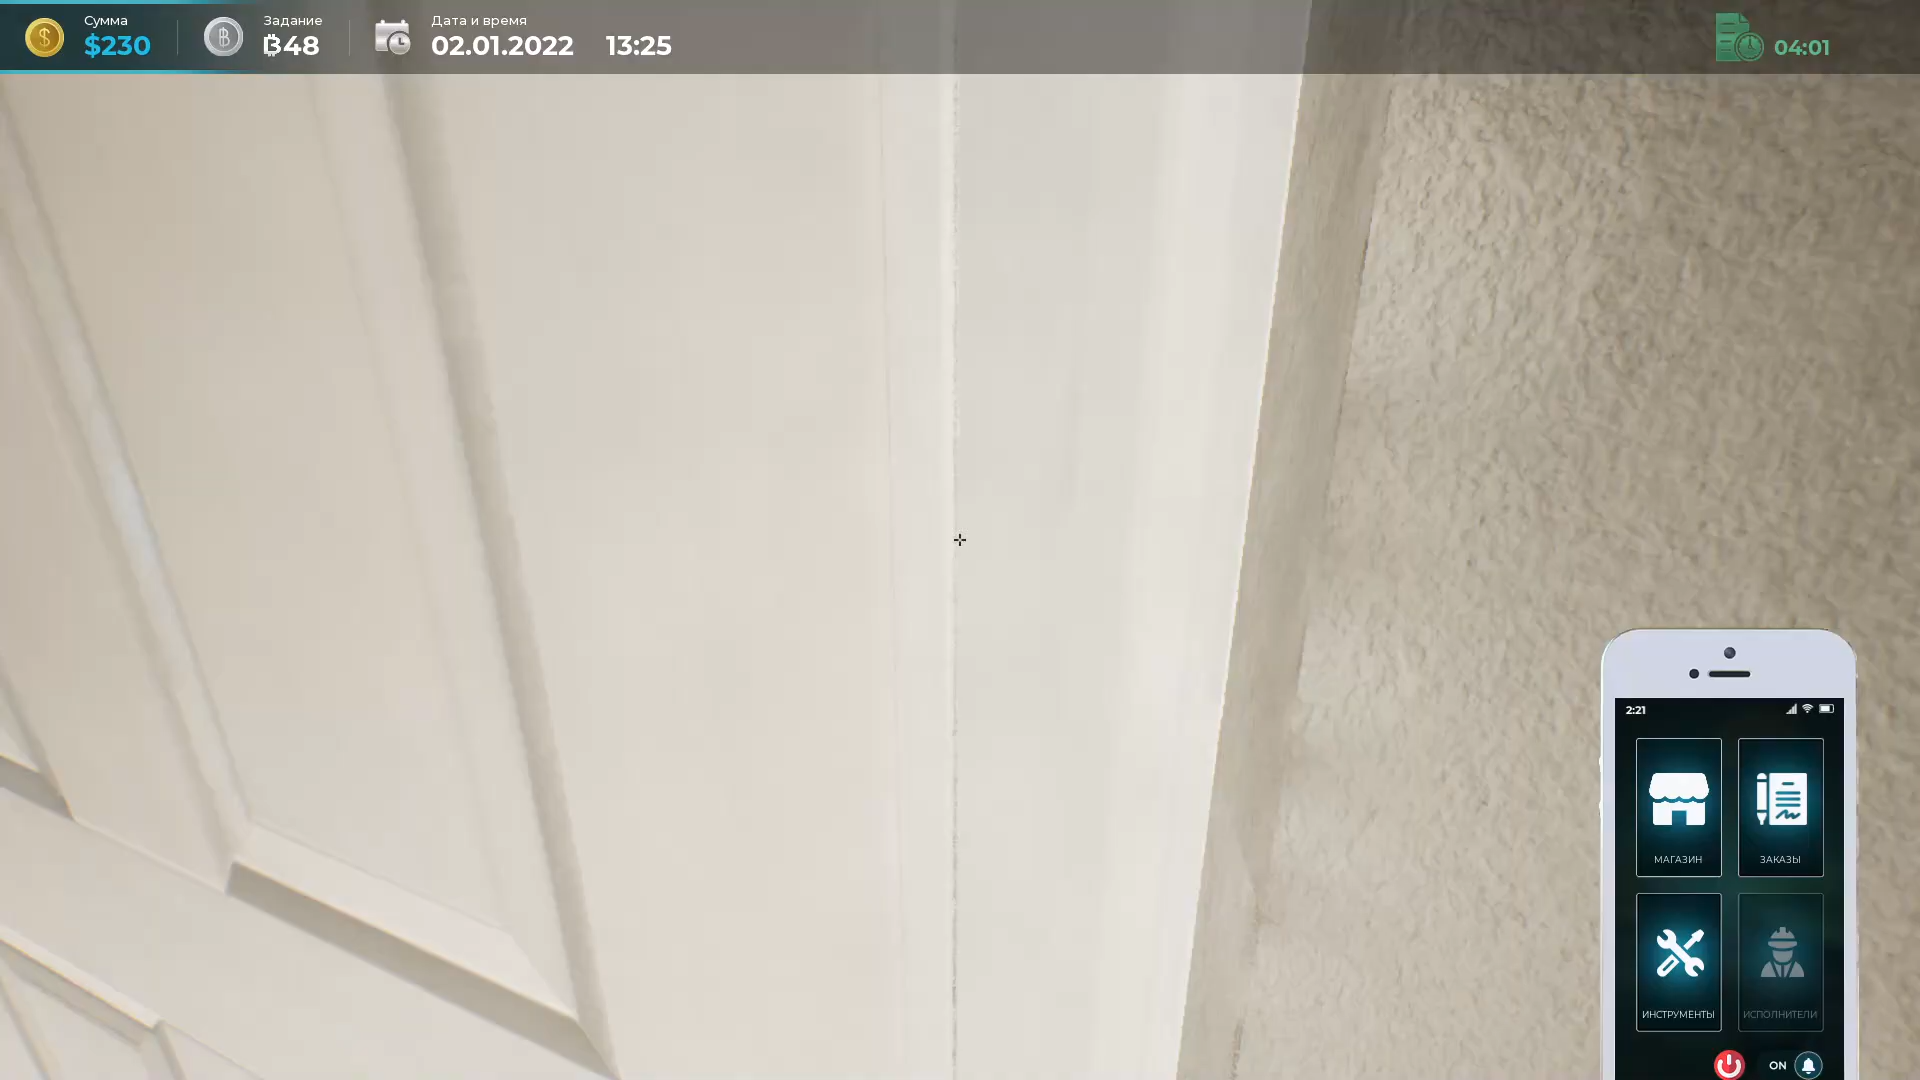 Сумма
$230
Задание
฿48
Дата и время
02.01.2022 13:25
04:01
2:21
МАГАЗИН
ЗАКАЗЫ
ИНСТРУМЕНТЫ
ИСПОЛНИТЕЛИ
ON